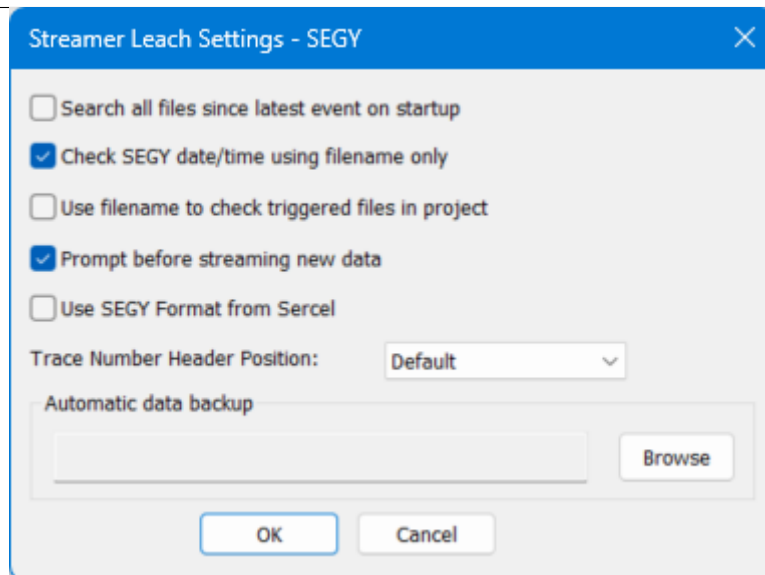 Streamer Leach Settings - SEGY
Search all files since latest event on startup
Check SEGY date/time using filename only
Use filename to check triggered files in project
Prompt before streaming new data
Use SEGY Format from Sercel
Trace Number Header Position: Default
Automatic data backup
Browse
OK Cancel